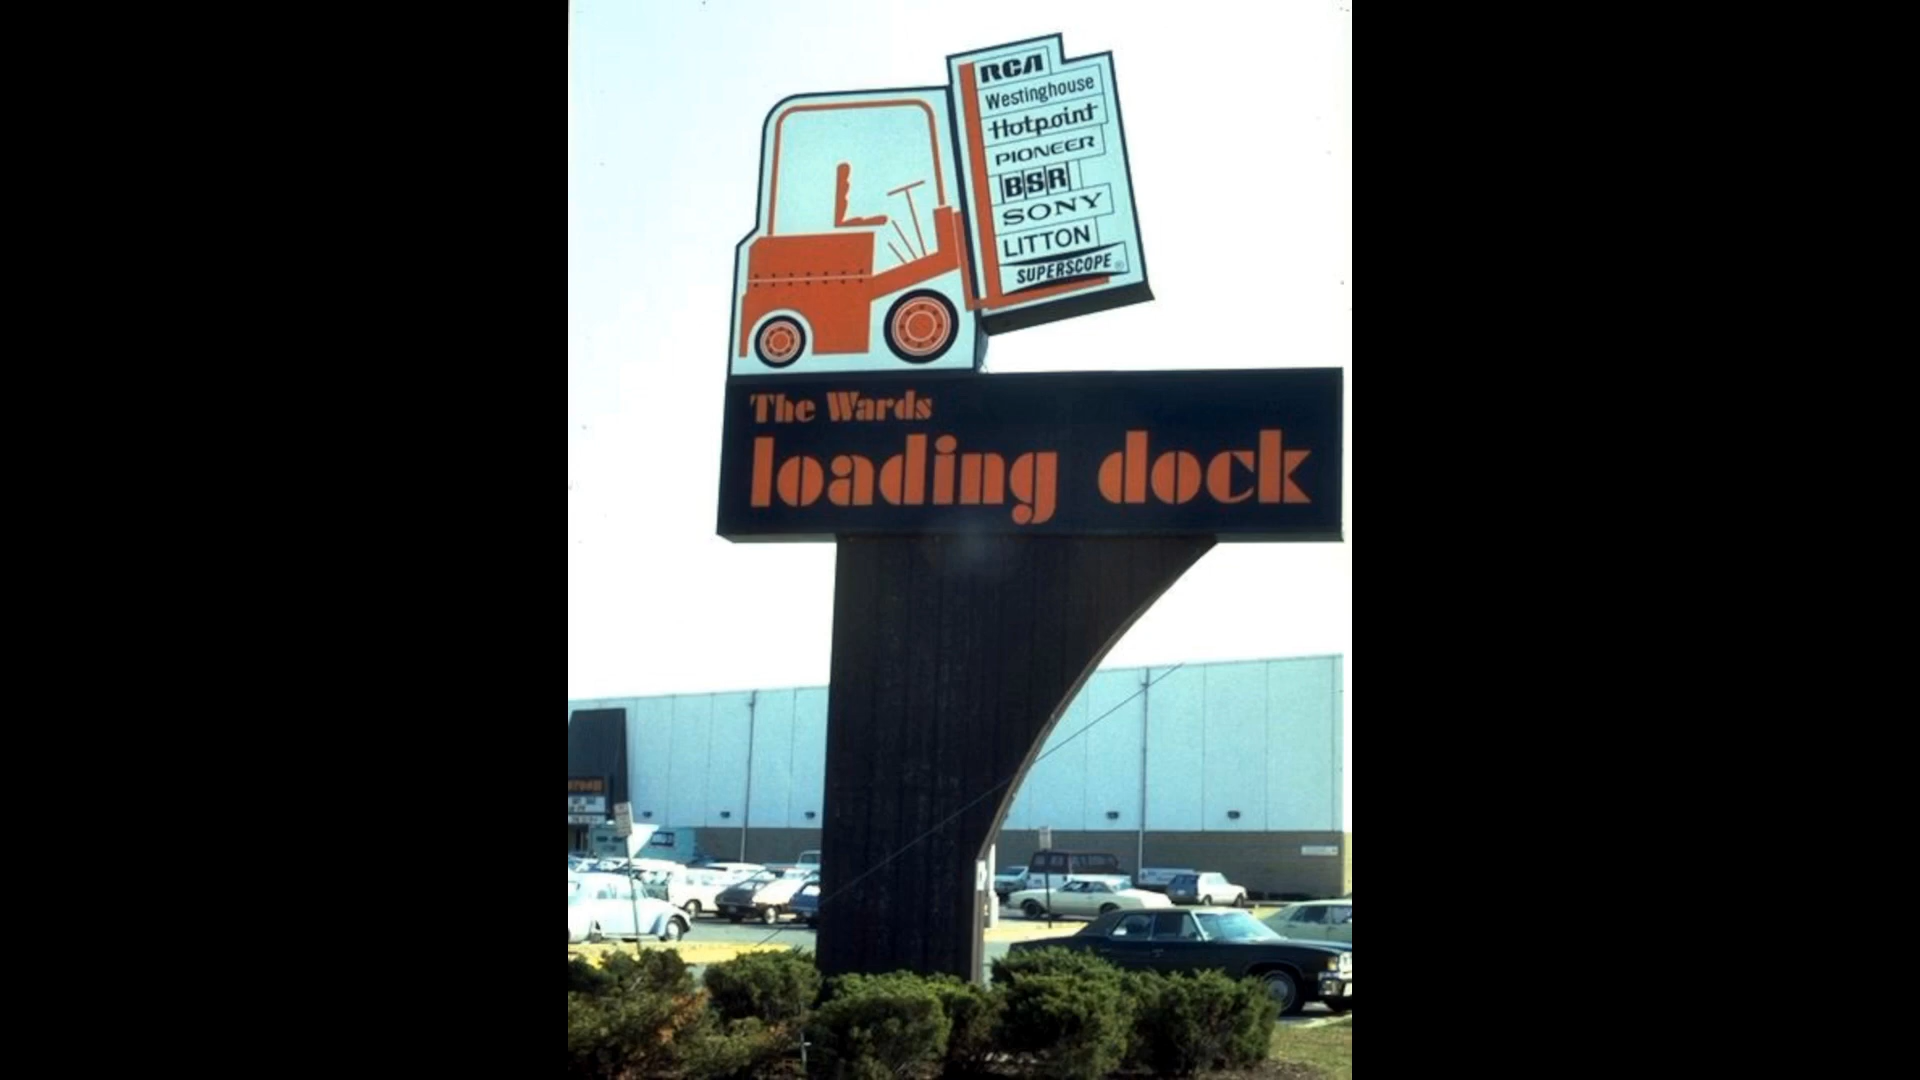 RCA
Westinghouse
Hotpoint
PIONEER
BSR
SONY
LITTON
SUPERSCOPE®
The Wards
loading dock